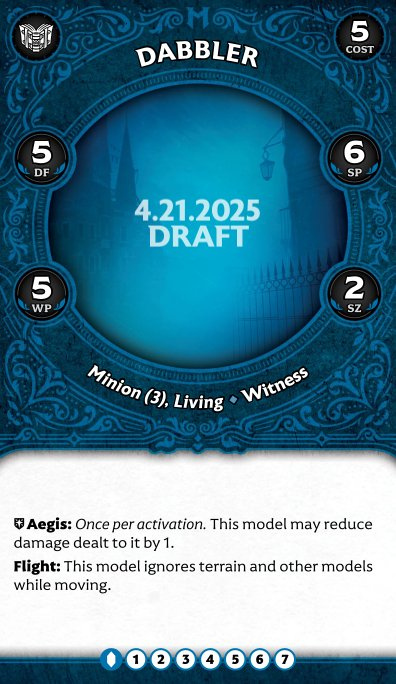 DABBLER
5
COST
5
DF
6
SP
4.21.2025
DRAFT
5
WP
2
SZ
Minion (3), Living • Witness
Aegis: Once per activation. This model may reduce
damage dealt to it by 1.
Flight: This model ignores terrain and other models
while moving.
1 2 3 4 5 6 7